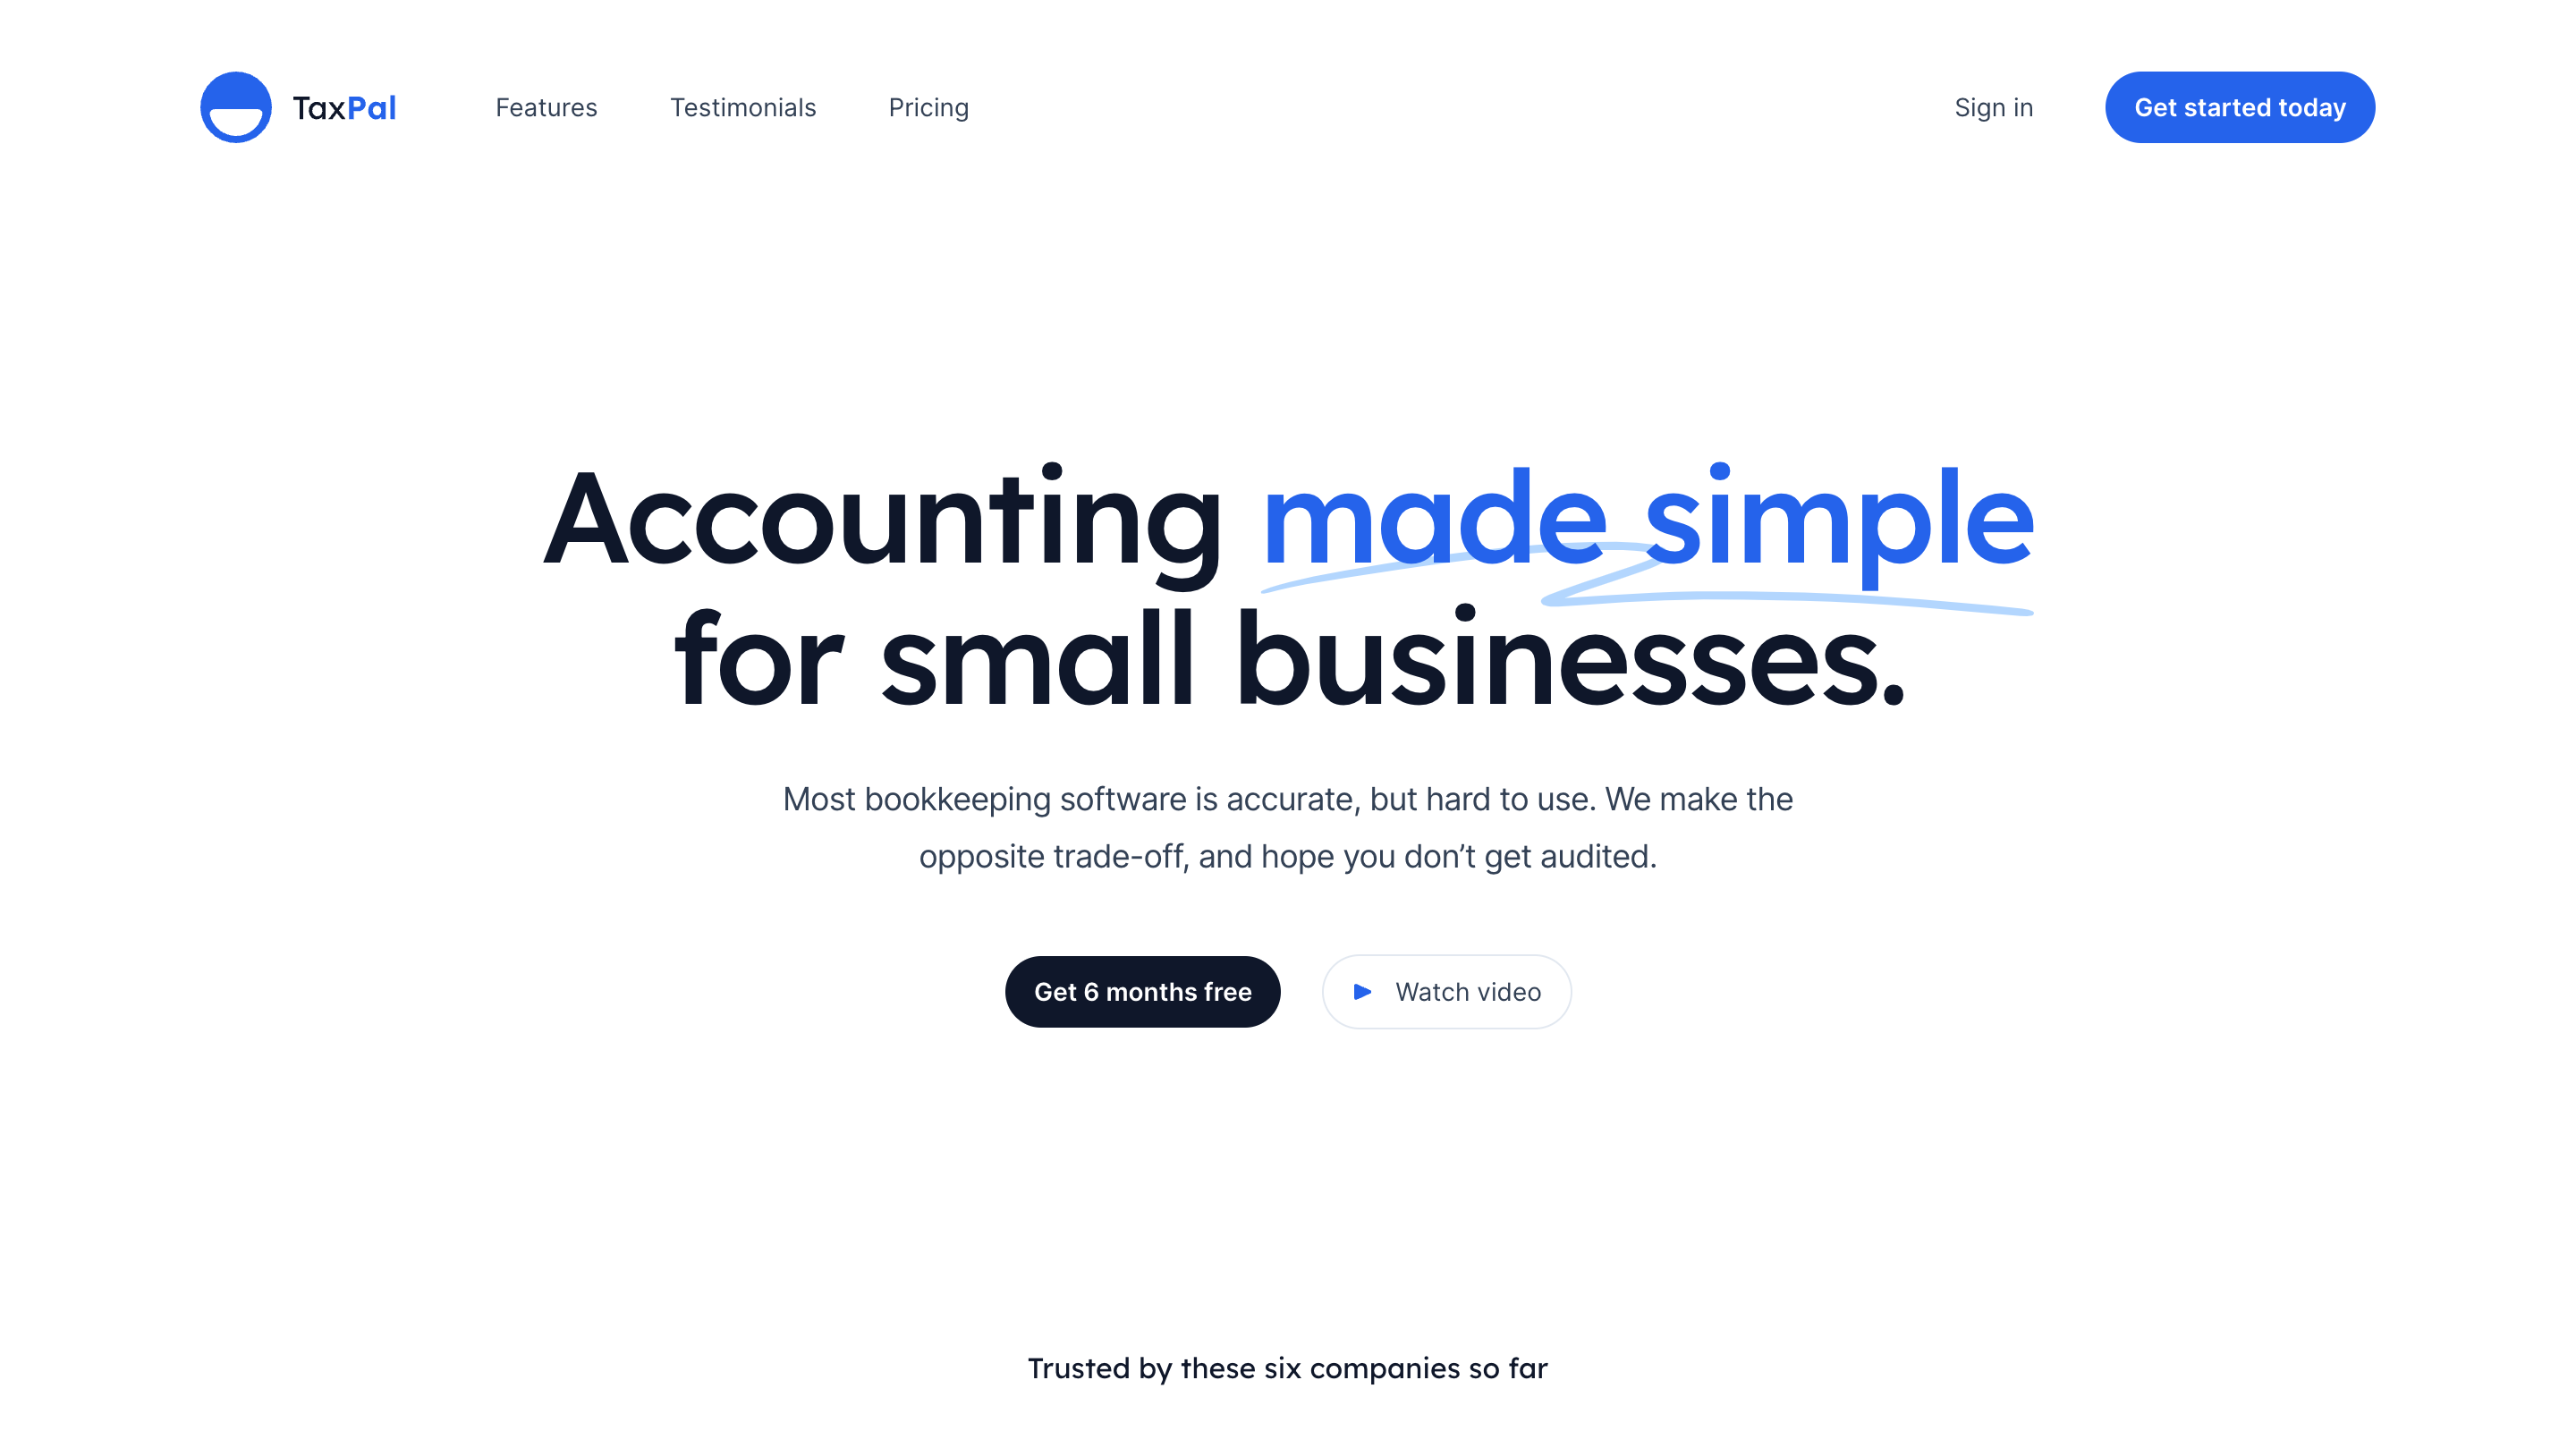 TaxPal
Features
Testimonials
Pricing
Sign in
Get started today
Accounting made simple
for small businesses.
Most bookkeeping software is accurate, but hard to use. We make the
opposite trade-off, and hope you don’t get audited.
Get 6 months free
Watch video
Trusted by these six companies so far